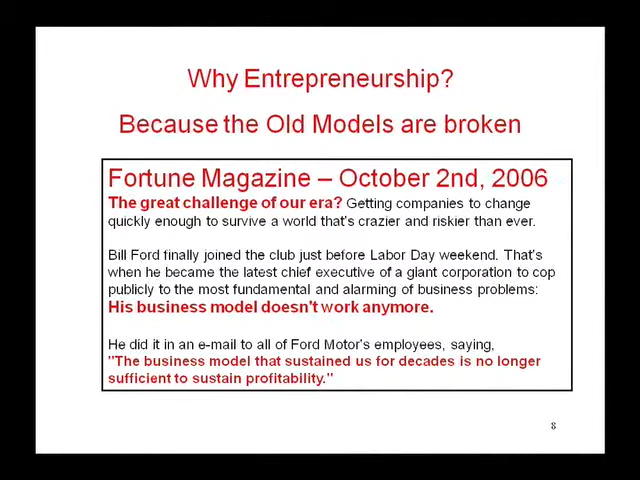 Why Entrepreneurship?
Because the Old Models are broken
Fortune Magazine – October 2nd, 2006
The great challenge of our era? Getting companies to change
quickly enough to survive a world that's crazier and riskier than ever.
Bill Ford finally joined the club just before Labor Day weekend. That's
when he became the latest chief executive of a giant corporation to cop
publicly to the most fundamental and alarming of business problems:
His business model doesn't work anymore.
He did it in an e-mail to all of Ford Motor's employees, saying,
"The business model that sustained us for decades is no longer
sufficient to sustain profitability."
8